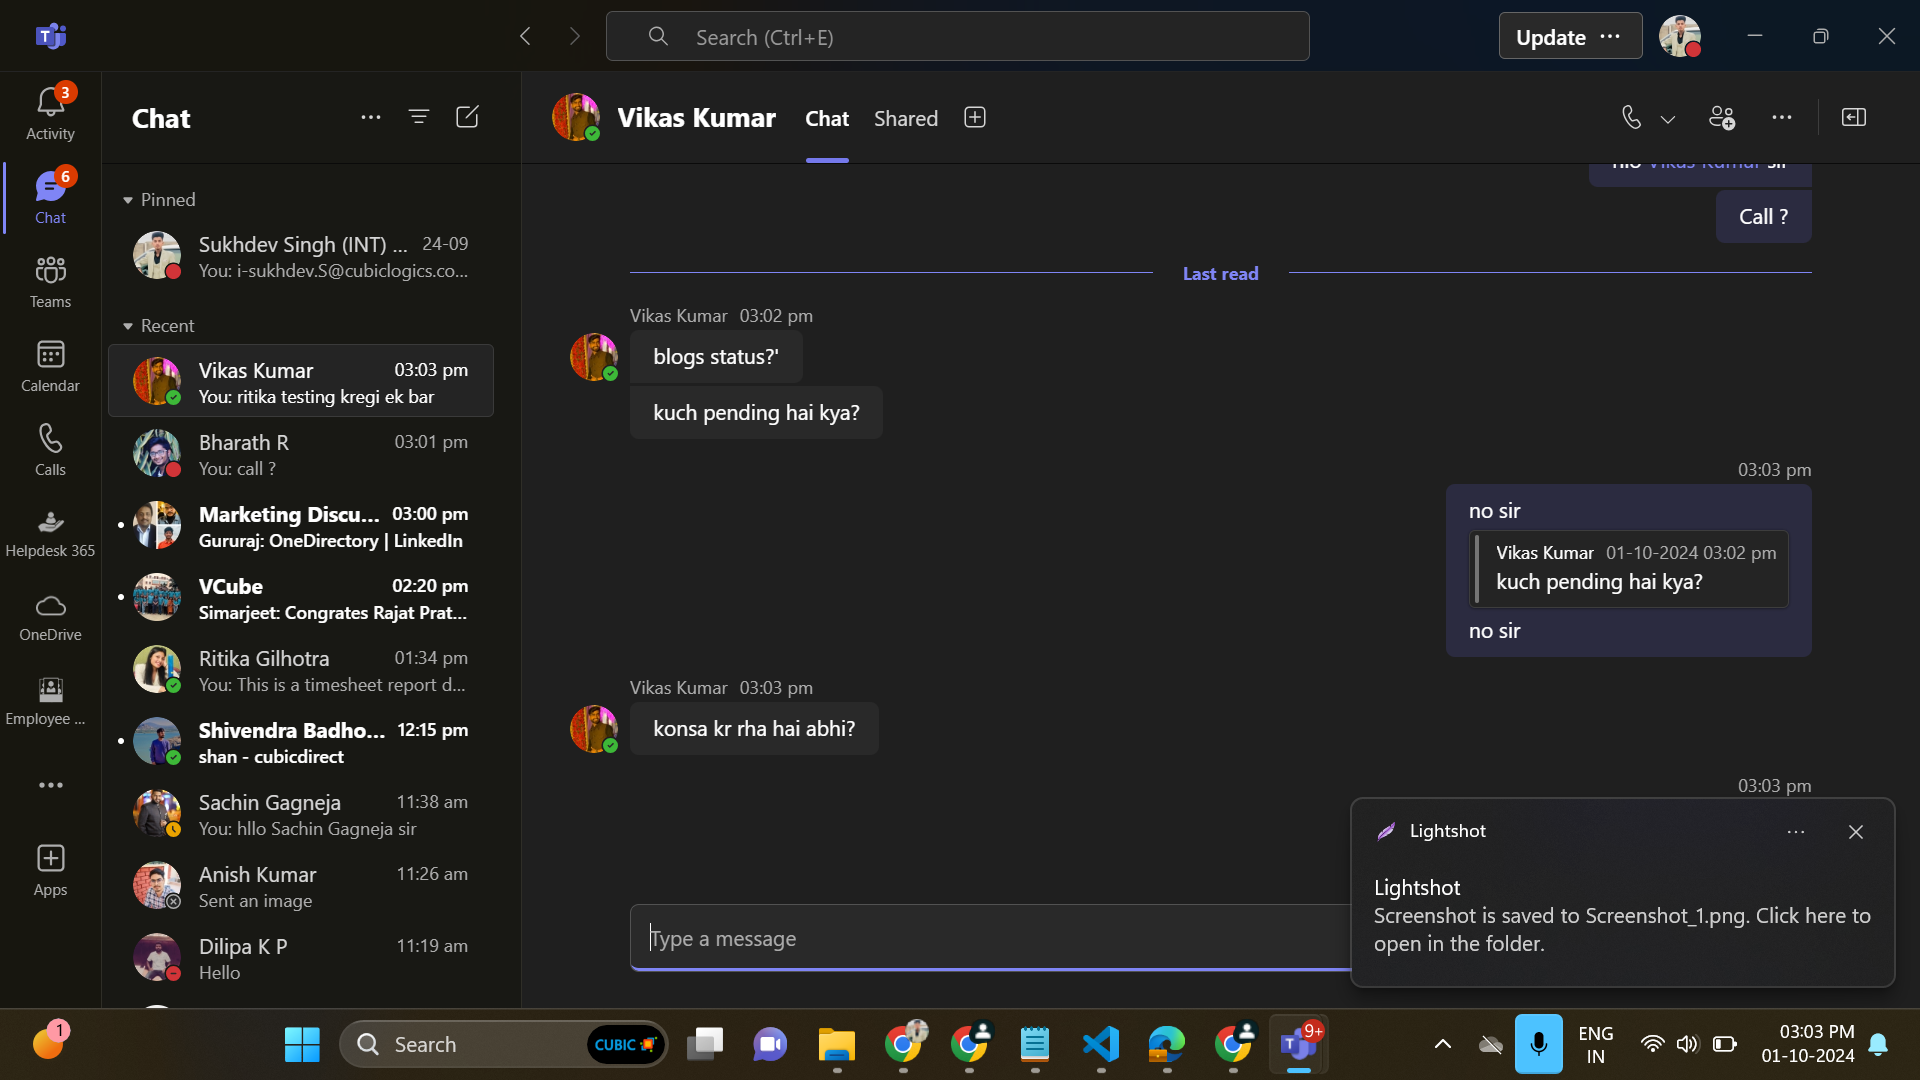 Search (Ctrl+E)
Update
3
Activity
6
Chat
Teams
Calendar
Calls
Helpdesk 365
OneDrive
Employee ...
Apps
Chat
Pinned
Sukhdev Singh (INT) ... 24-09
You: i-sukhdev.S@cubiclogics.co...
Recent
Vikas Kumar 03:03 pm
You: ritika testing kregi ek bar
Bharath R 03:01 pm
You: call ?
Marketing Discu... 03:00 pm
Gururaj: OneDirectory | LinkedIn
VCube 02:20 pm
Simarjeet: Congrates Rajat Prat...
Ritika Gilhotra 01:34 pm
You: This is a timesheet report d...
Shivendra Badho... 12:15 pm
shan - cubicdirect
Sachin Gagneja 11:38 am
You: hllo Sachin Gagneja sir
Anish Kumar 11:26 am
Sent an image
Dilipa K P 11:19 am
Hello
Vikas Kumar Chat Shared
Vikas Kumar sir
Call ?
Last read
Vikas Kumar 03:02 pm
blogs status?'
kuch pending hai kya?
03:03 pm
no sir
Vikas Kumar 01-10-2024 03:02 pm
kuch pending hai kya?
no sir
Vikas Kumar 03:03 pm
konsa kr rha hai abhi?
03:03 pm
Type a message
Lightshot
Lightshot
Screenshot is saved to Screenshot_1.png. Click here to
open in the folder.
1
Search
CUBIC
9+
ENG
IN
03:03 PM
01-10-2024